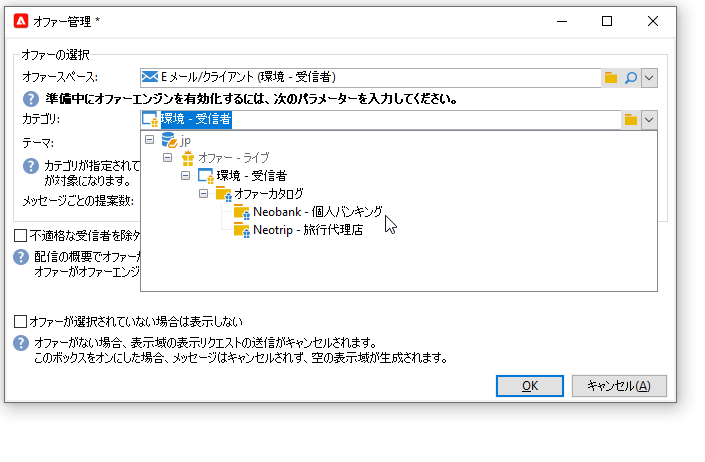 オファー管理 *
オファーの選択
オファースペース:
Eメール/クライアント (環境 - 受信者)
準備中にオファーエンジンを有効化するには、次のパラメーターを入力してください。
カテゴリ:
環境 - 受信者
jp
テーマ:
オファー - ライブ
カテゴリが指定されて
環境 - 受信者
が対象になります。
オファーカタログ
メッセージごとの提案数:
Neobank - 個人バンキング
Neotrip - 旅行代理店
不適格な受信者を除外
配信の概要でオファー
オファーがオファーエンジ
オファーが選択されていない場合は表示しない
オファーがない場合、表示域の表示リクエストの送信がキャンセルされます。
このボックスをオンにした場合、メッセージはキャンセルされず、空の表示域が生成されます。
OK
キャンセル(A)